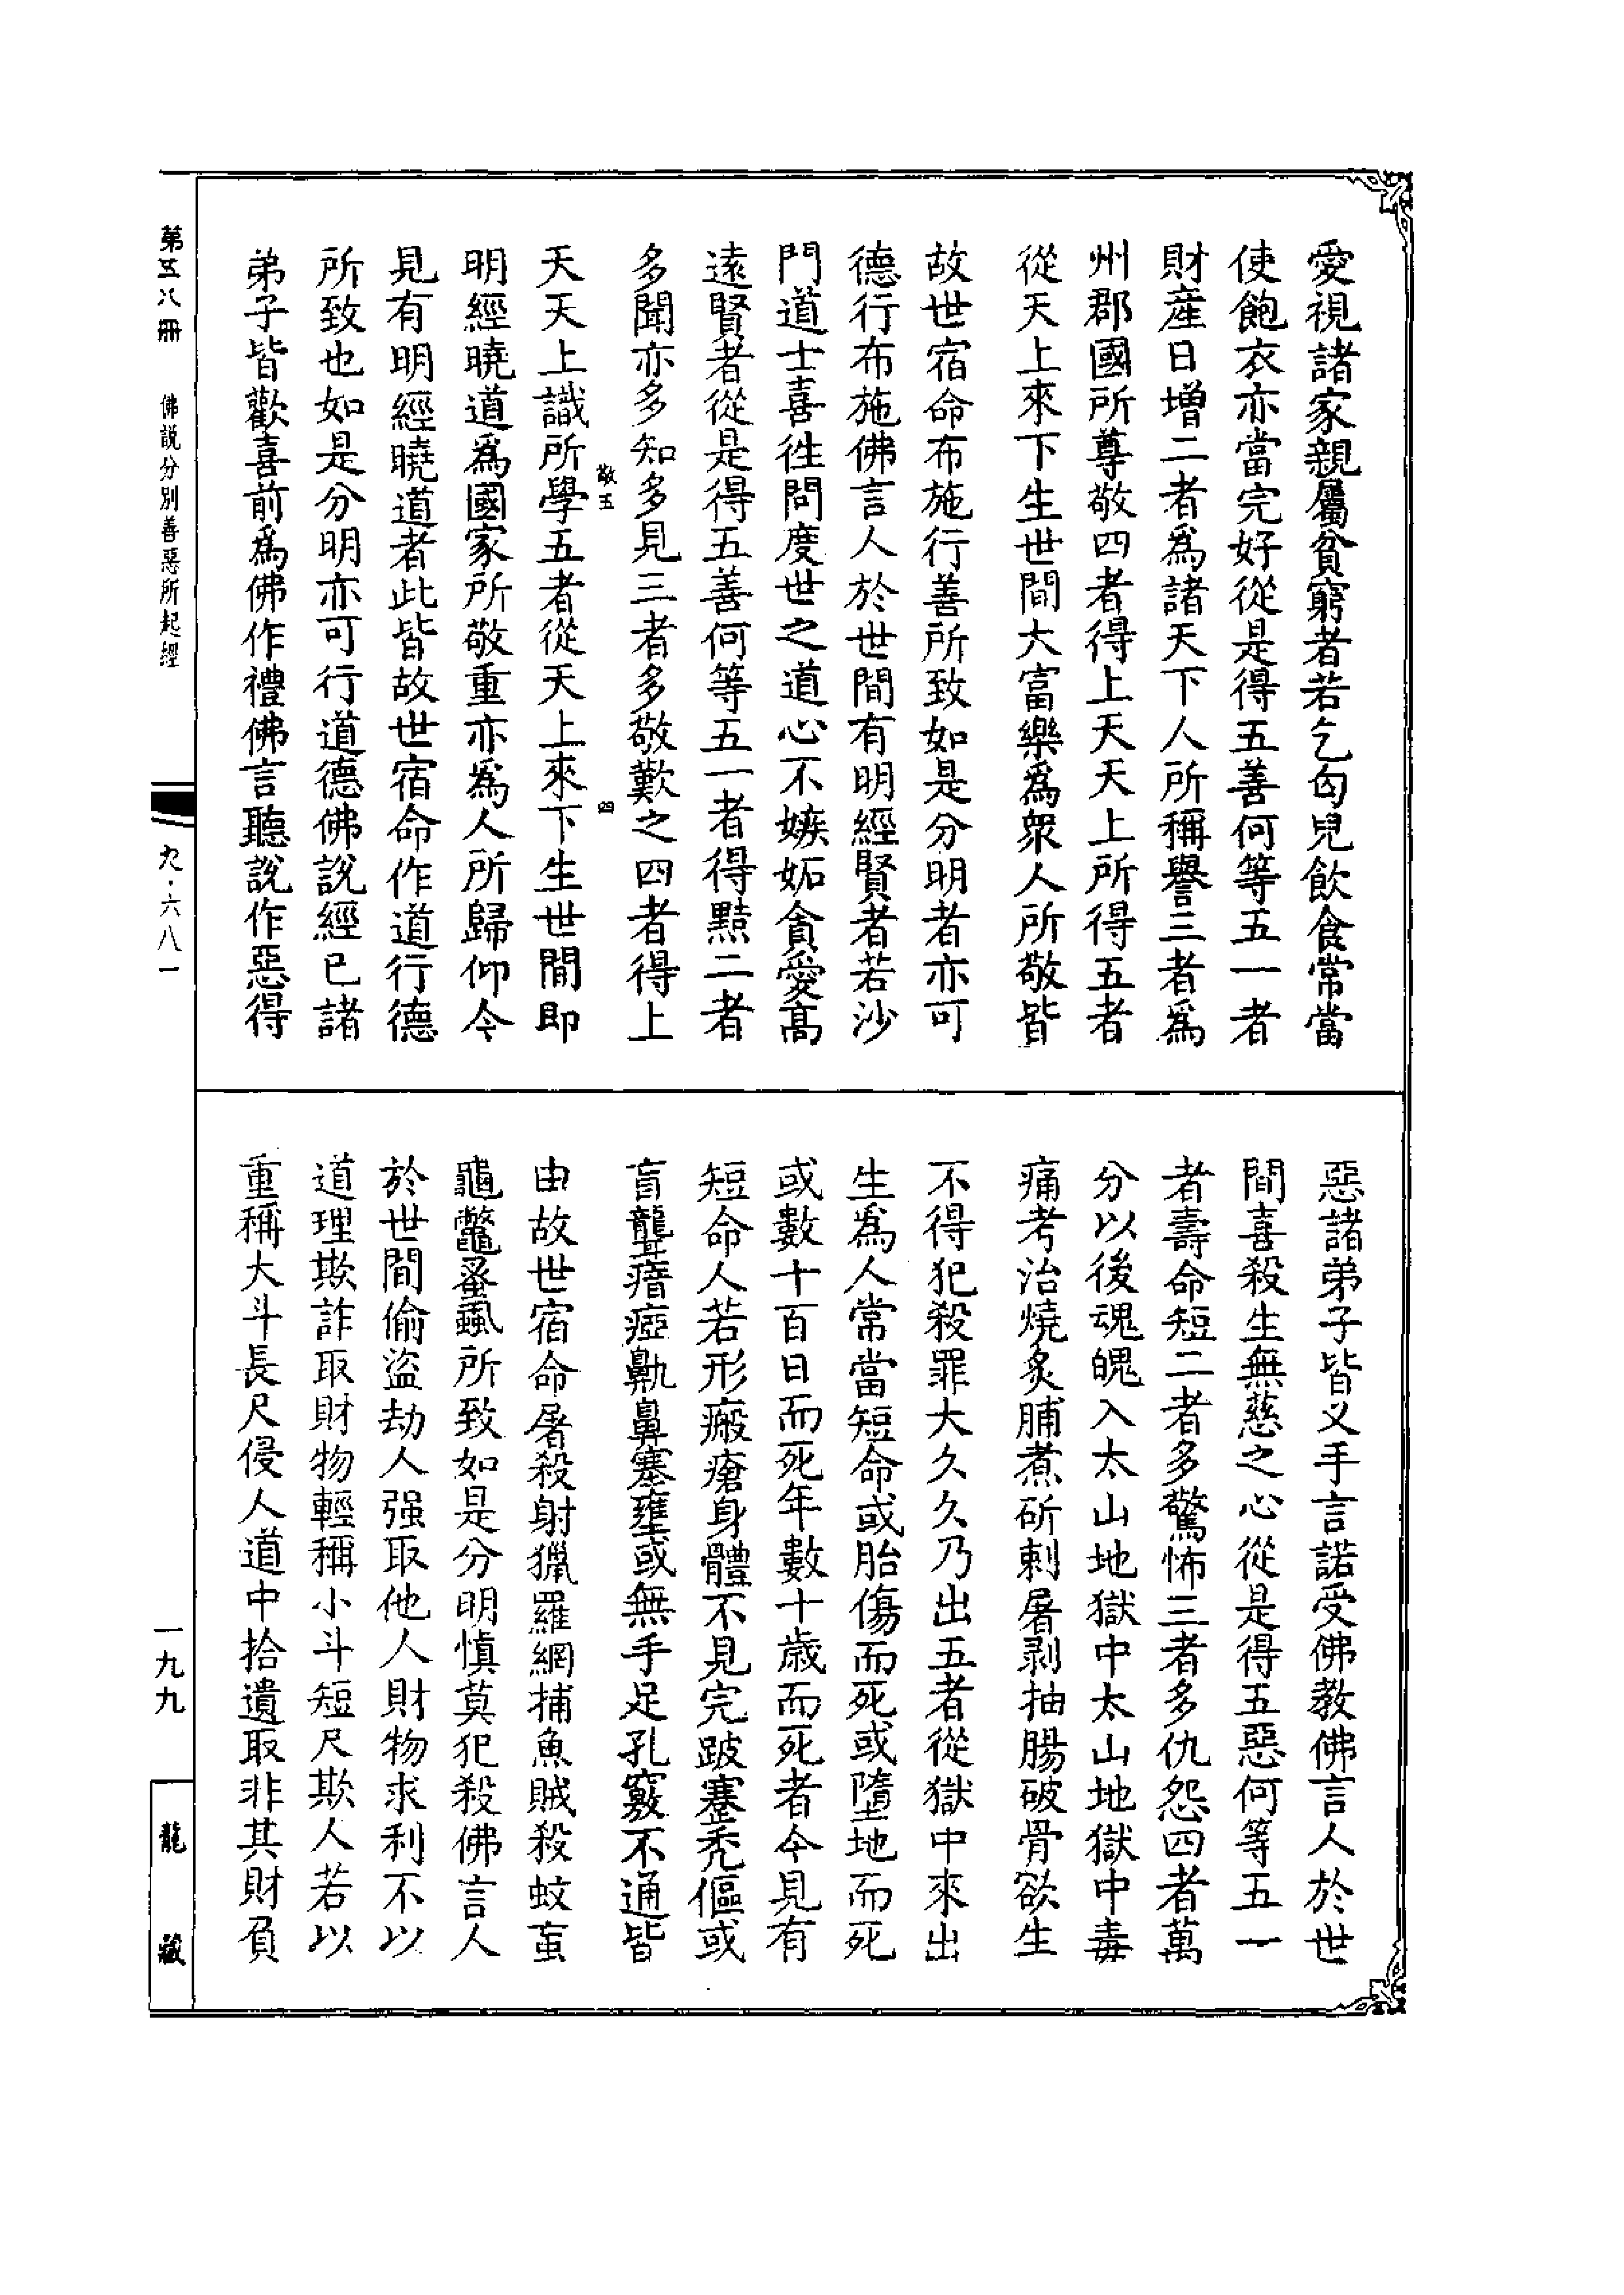 愛視諸家親屬貧窮者若乞匃兒飲食常當
使飽衣亦當完好從是得五善何等五一者
財產日增二者為諸天下人所稱譽三者為
州郡國所尊敬四者得上天天上所得五者
從天上來下生世間大富樂為眾人所敬皆
故世宿命布施行善所致如是分明者亦可
德行布施佛言人於世間有明經賢者若沙
門道士喜徃問度世之道心不嫉妬貪愛高
遠賢者從是得五善何等五一者得黠二者
多聞亦多知多見三者多敬歎之四者得上
敬五
四
天天上識所學五者從天上來下生世間即
明經曉道為國家所敬重亦為人所歸仰今
見有明經曉道者此皆故世宿命作道行德
所致也如是分明亦可行道德佛說經已諸
弟子皆歡喜前為佛作禮佛言聽說作惡得
惡諸弟子皆叉手言諾受佛教佛言人於世
間喜殺生無慈之心從是得五惡何等五一
者壽命短二者多驚怖三者多仇怨四者萬
分以後魂魄入太山地獄中太山地獄中毒
痛考治燒炙脯煮斫刺屠剥抽腸破骨欲生
不得犯殺罪大久久乃出五者從獄中來出
生為人常當短命或胎傷而死或墮地而死
或數十百日而死年數十歲而死者今見有
短命人若形瘢瘡身體不見完跛蹇禿傴或
盲聾瘖瘂鼽鼻塞壅或無手足孔竅不通皆
由故世宿命屠殺射獵羅網捕魚賊殺蚊䖟
龜鼈蚤蝨所致如是分明慎莫犯殺佛言人
於世間偷盜劫人强取他人財物求利不以
道理欺詐取財物輕稱小斗短尺欺人若以
重稱大斗長尺侵人道中拾遺取非其財負
第五八冊
佛説分别善惡所起經
九·六八一
一九九
龍藏